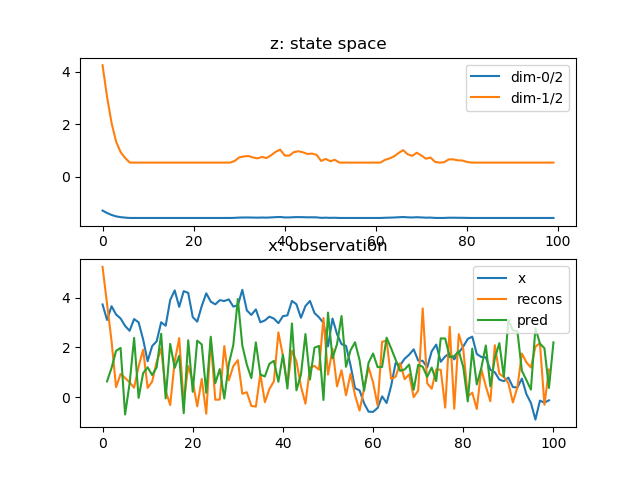 z: state space
4
2
0
dim-0/2
dim-1/2
0 20 40 60 80 100
x: observation
4
2
0
x
recons
pred
0 20 40 60 80 100